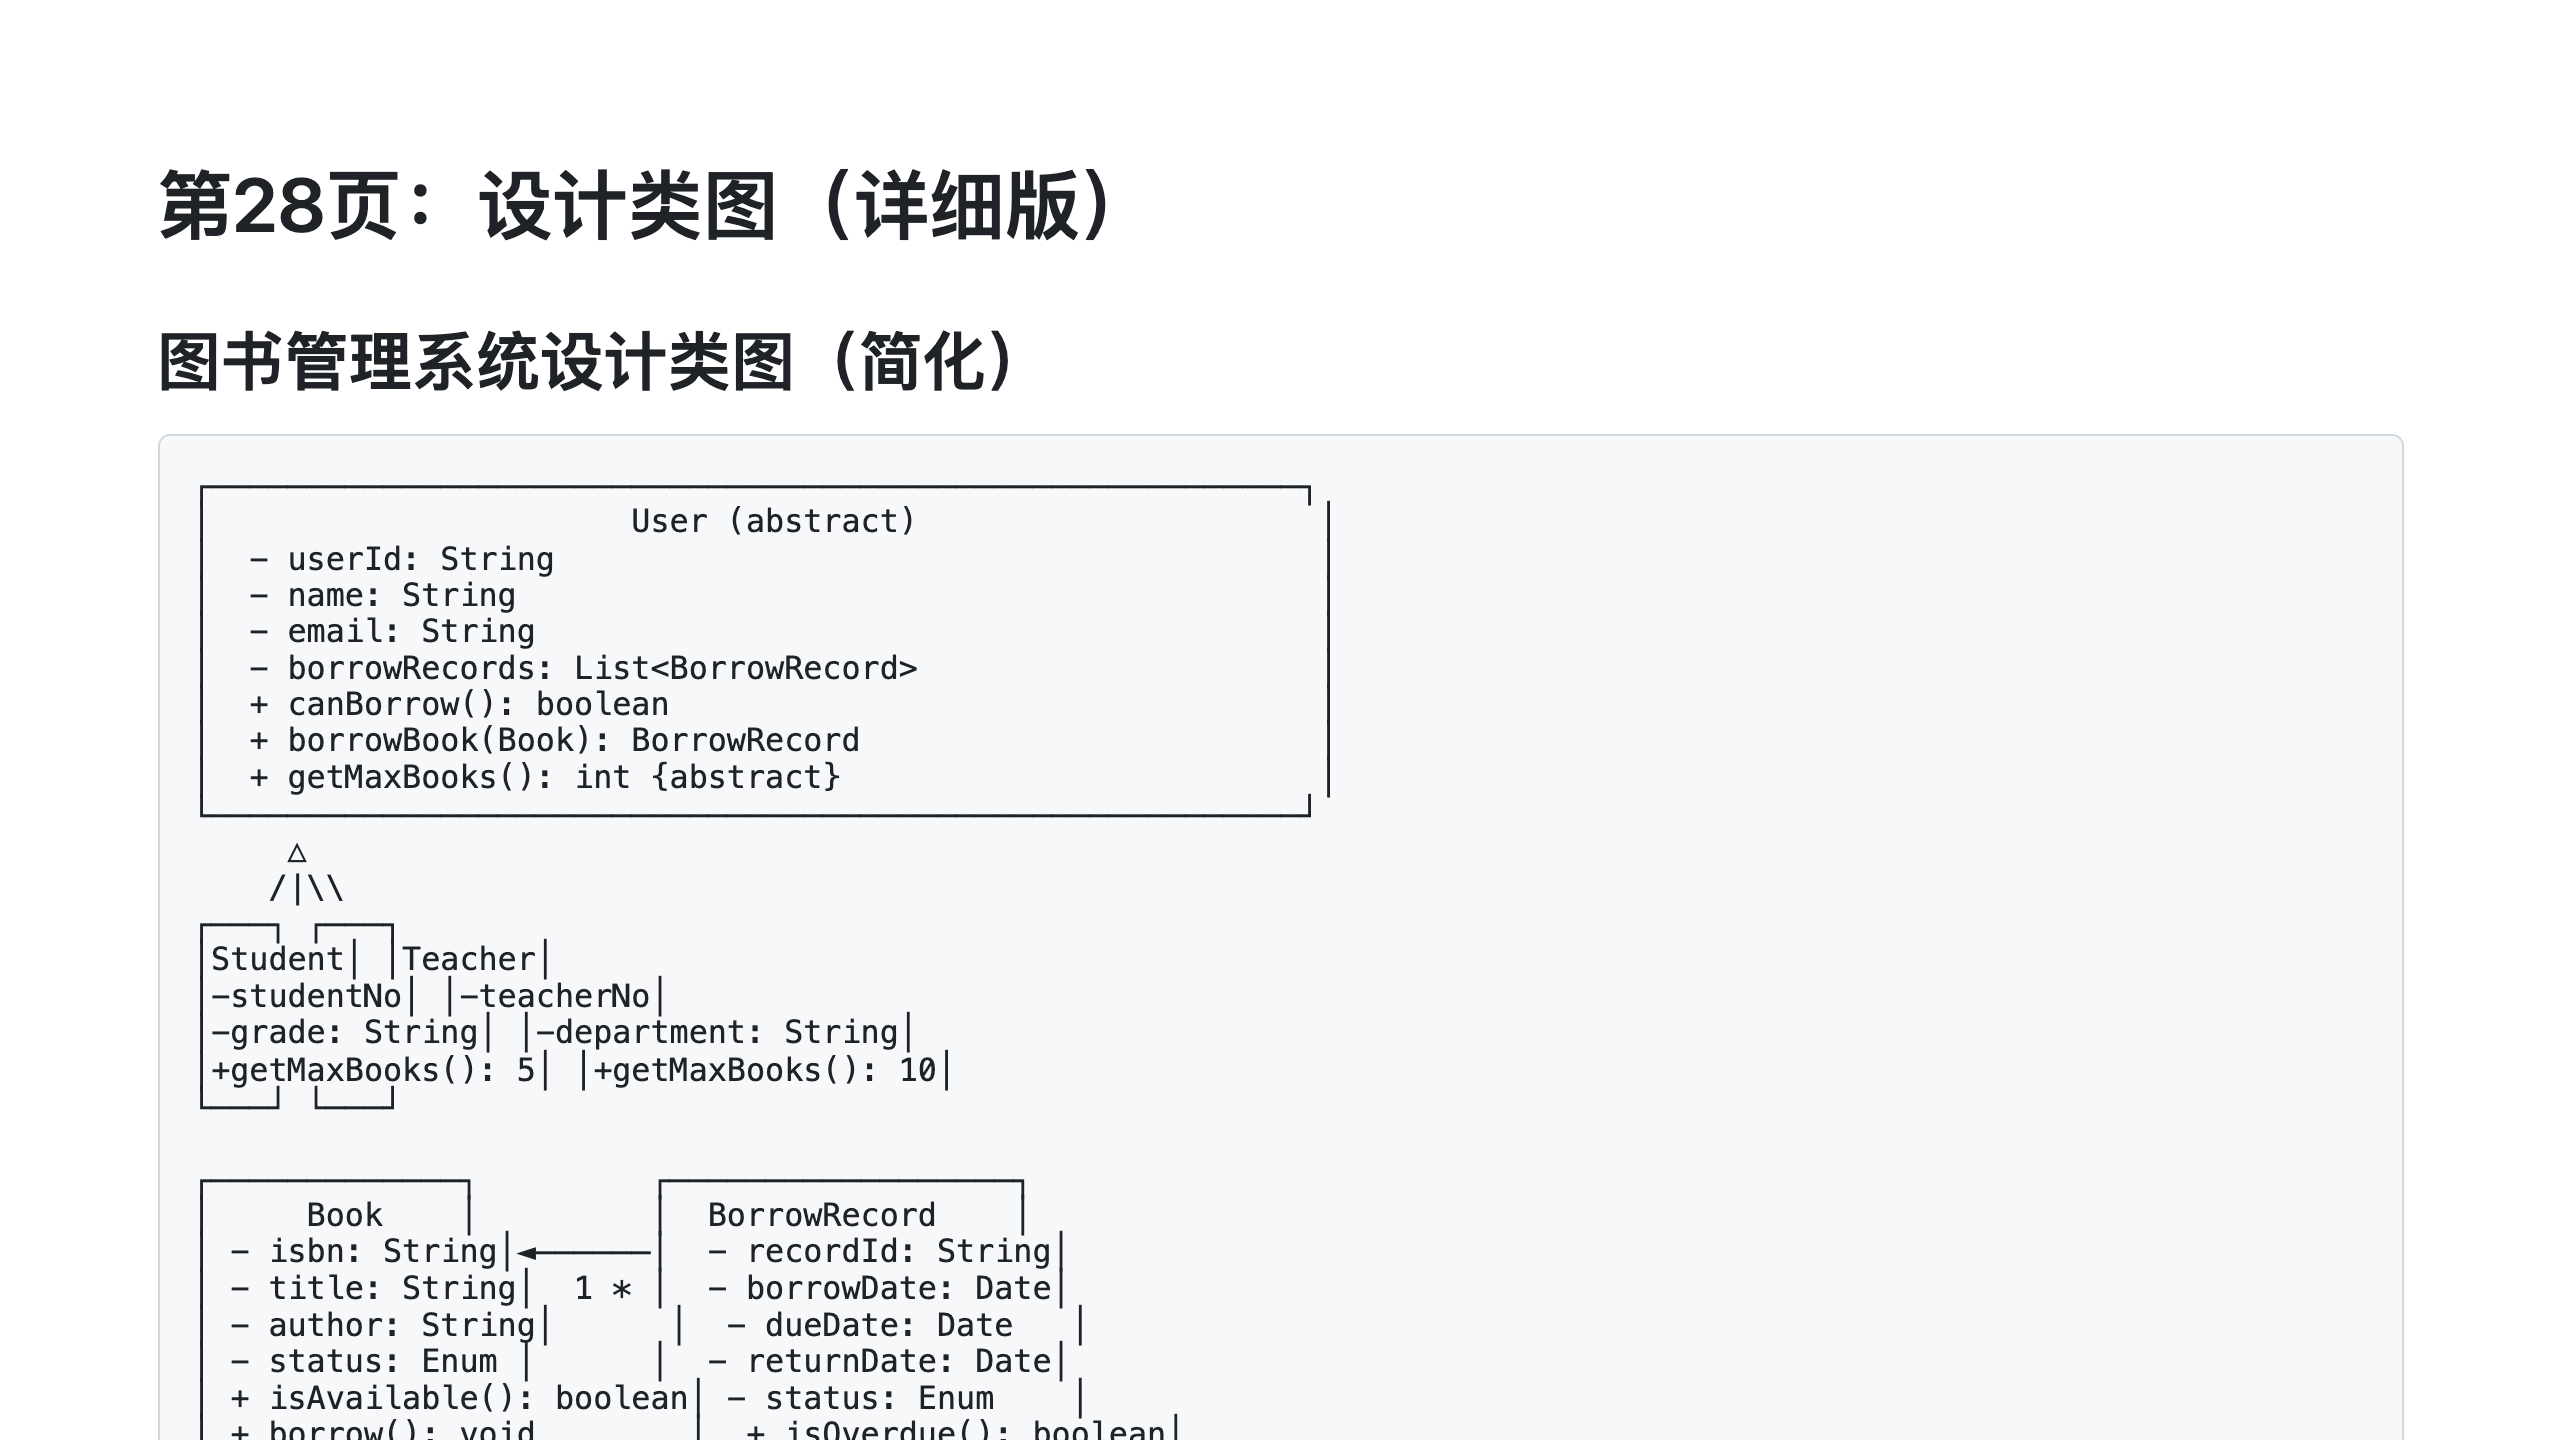 第28页：设计类图（详细版）
图书管理系统设计类图（简化）
User (abstract)
- userId: String
- name: String
- email: String
- borrowRecords: List<BorrowRecord>
+ canBorrow(): boolean
+ borrowBook(Book): BorrowRecord
+ getMaxBooks(): int {abstract}
△
/|\\
│Student│ │Teacher│
│-studentNo│ │-teacherNo│
│-grade: String│ │-department: String│
│+getMaxBooks(): 5│ │+getMaxBooks(): 10│
│ Book │ │ BorrowRecord │
│ - isbn: String│◄──────│ - recordId: String│
│ - title: String│ 1 * │ - borrowDate: Date│
│ - author: String│ │ - dueDate: Date │
│ - status: Enum │ │ - returnDate: Date│
│ + isAvailable(): boolean│ - status: Enum │
│ + borrow(): void │ + isOverdue(): boolean│